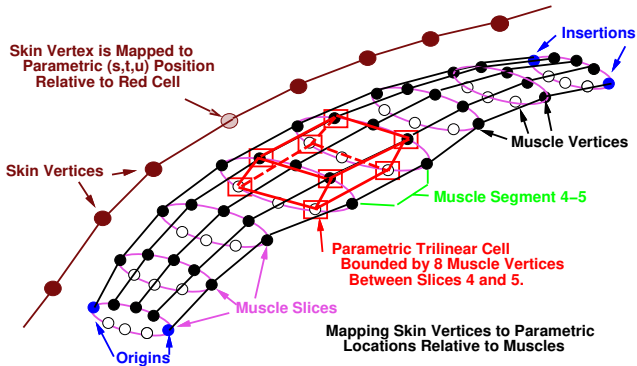 Insertions
Skin Vertex is Mapped to
Parametric (s,t,u) Position
Relative to Red Cell
Muscle Vertices
Skin Vertices
Muscle Segment 4-5
Parametric Trilinear Cell
Bounded by 8 Muscle Vertices
Between Slices 4 and 5.
Muscle Slices
Mapping Skin Vertices to Parametric
Locations Relative to Muscles
Origins